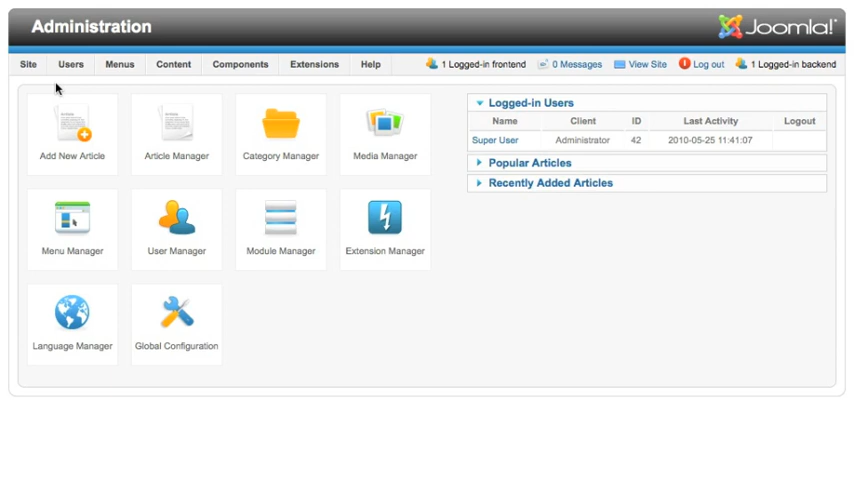 Administration
Joomla!
Site Users Menus Content Components Extensions Help 1 Logged-in frontend 0 Messages View Site Log out 1 Logged-in backend
Add New Article Article Manager Category Manager Media Manager
Menu Manager User Manager Module Manager Extension Manager
Language Manager Global Configuration
Logged-in Users
Name Client ID Last Activity Logout
Super User Administrator 42 2010-05-25 11:41:07
Popular Articles
Recently Added Articles